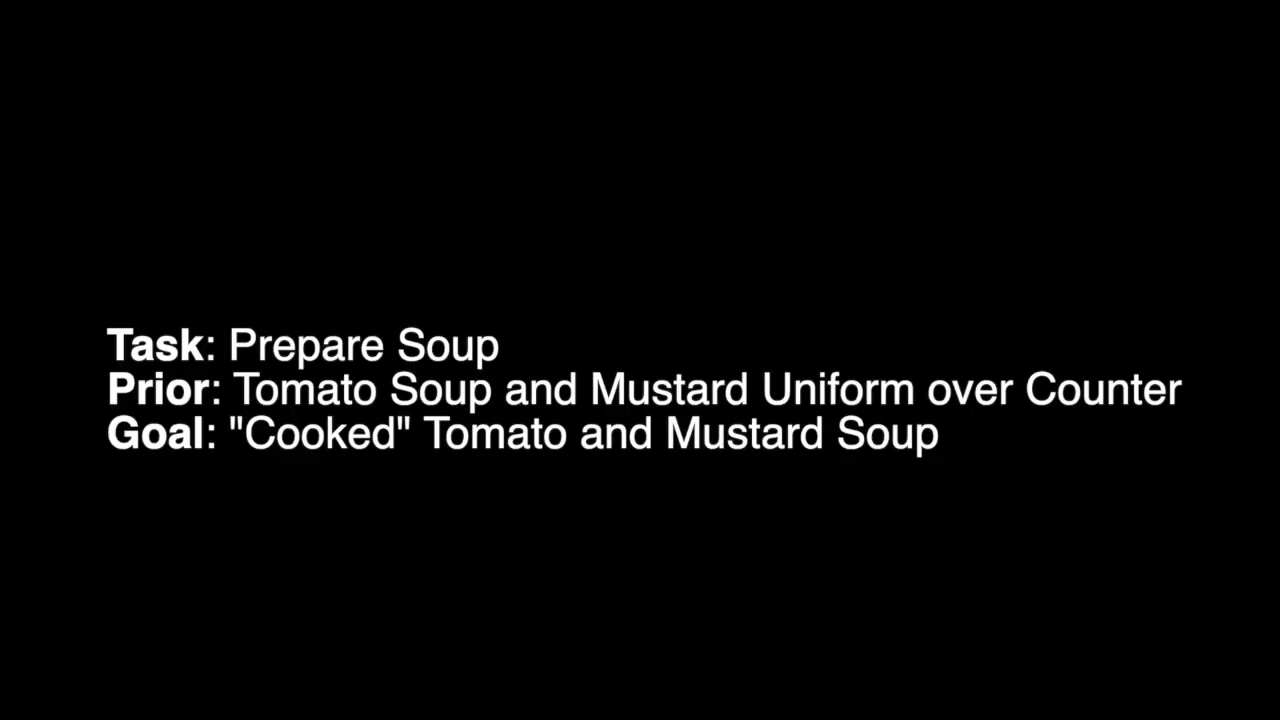 Task: Prepare Soup
Prior: Tomato Soup and Mustard Uniform over Counter
Goal: "Cooked" Tomato and Mustard Soup